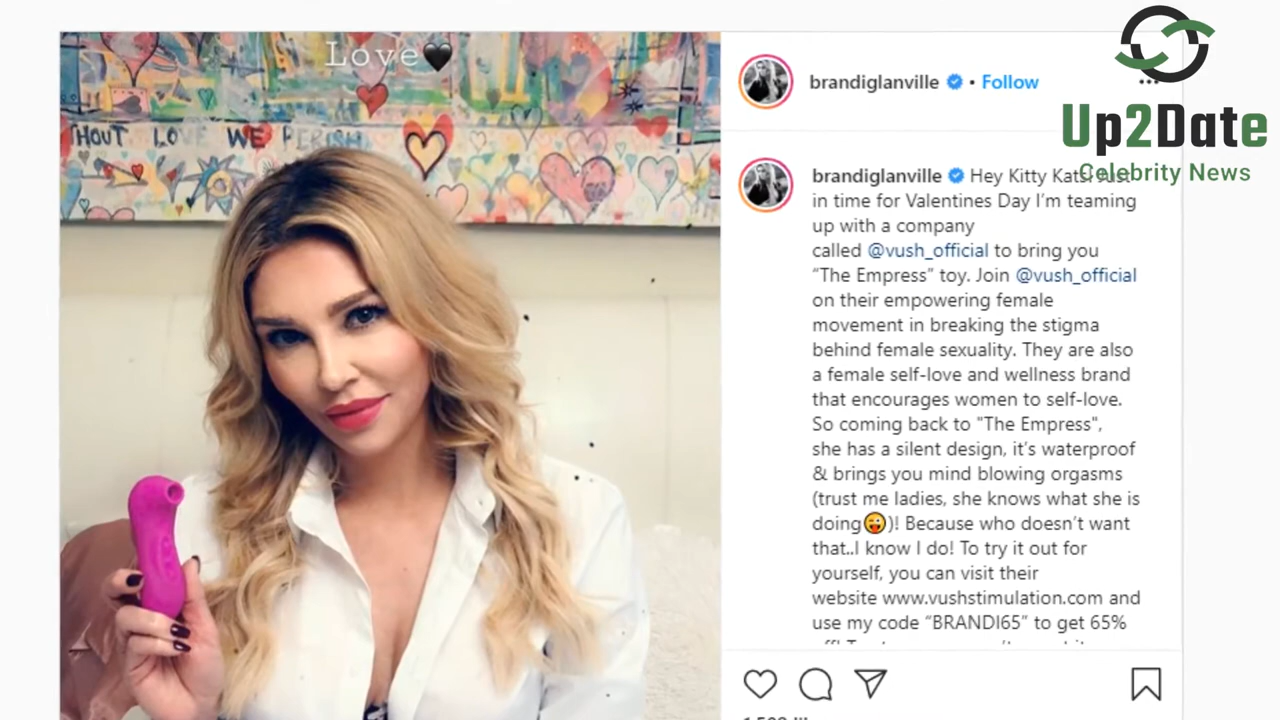 Love🖤
THOUT LOVE WE PERISH
brandiglanville • Follow
Up2Date
Celebrity News
brandiglanville Hey Kitty Kats! Just
in time for Valentines Day I'm teaming
up with a company
called @vush_official to bring you
“The Empress” toy. Join @vush_official
on their empowering female
movement in breaking the stigma
behind female sexuality. They are also
a female self-love and wellness brand
that encourages women to self-love.
So coming back to "The Empress",
she has a silent design, it's waterproof
& brings you mind blowing orgasms
(trust me ladies, she knows what she is
doing😜)! Because who doesn't want
that..I know I do! To try it out for
yourself, you can visit their
website www.vushstimulation.com and
use my code “BRANDI65” to get 65%